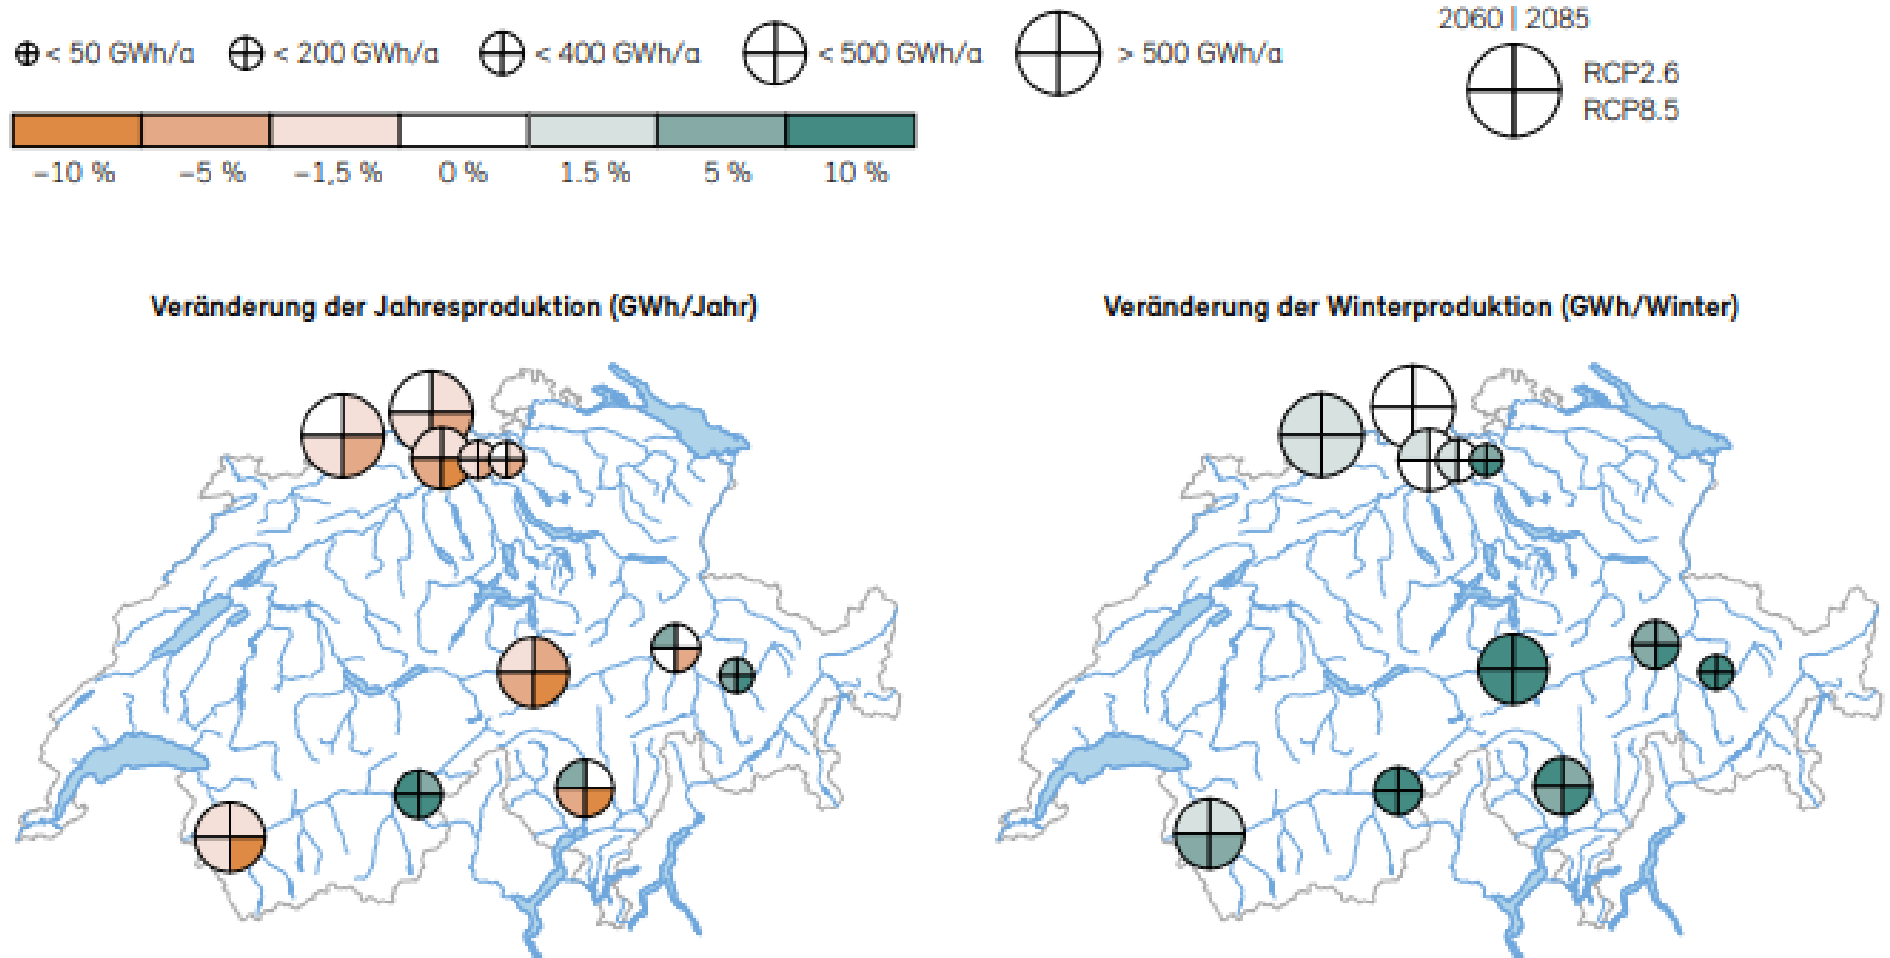 < 50 GWh/a < 200 GWh/a < 400 GWh/a < 500 GWh/a > 500 GWh/a
2060 | 2085
RCP2.6
RCP8.5
−10 % −5 % −1,5 % 0 % 1.5 % 5 % 10 %
Veränderung der Jahresproduktion (GWh/Jahr)
Veränderung der Winterproduktion (GWh/Winter)